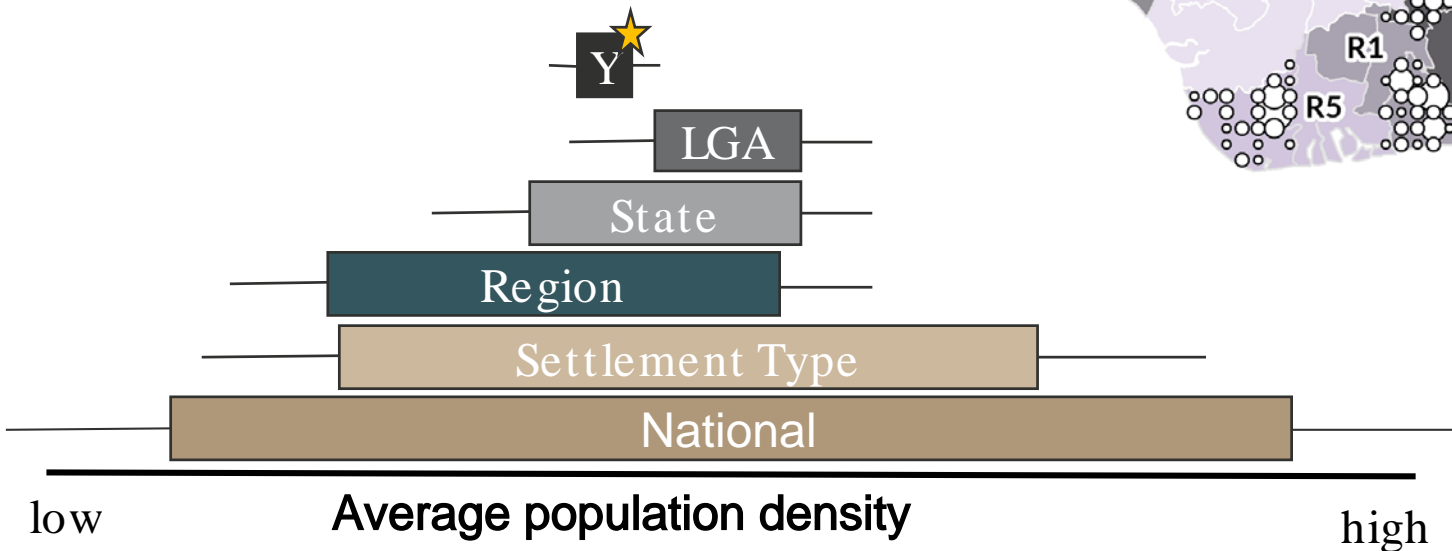 Y
R1
R5
LGA
State
Region
Settlement Type
National
low
Average population density
high